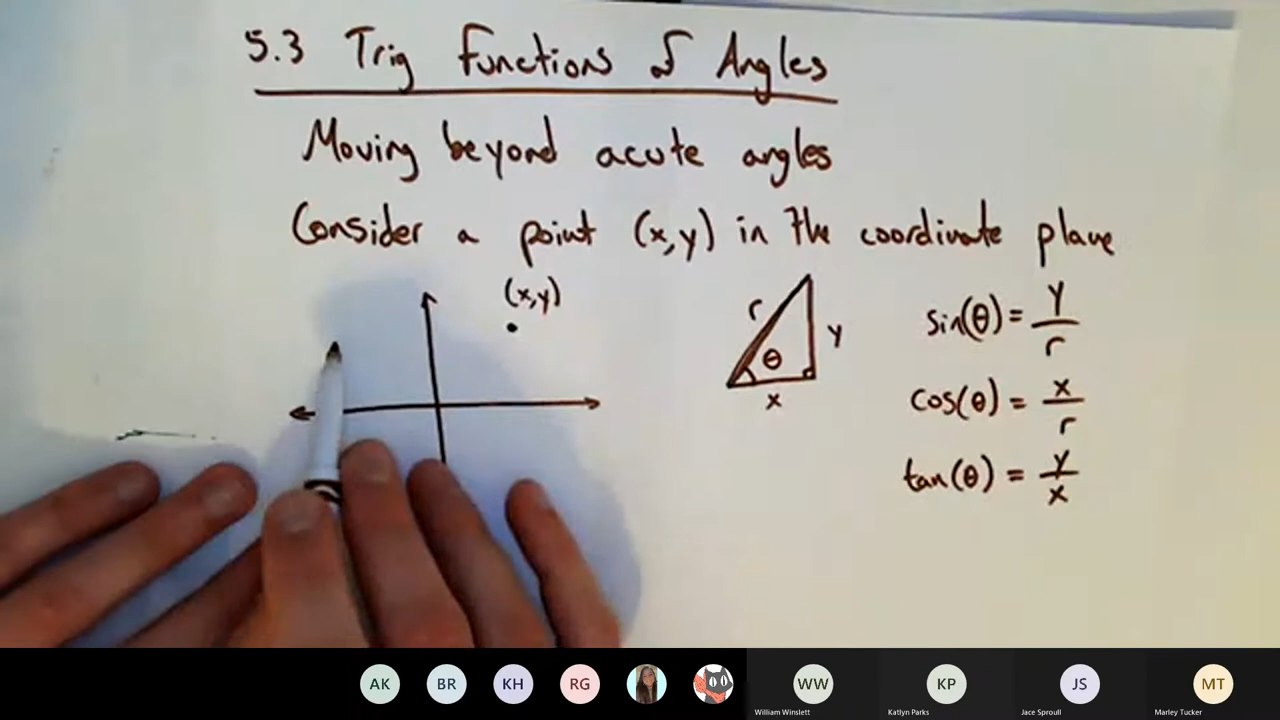 5.3 Trig Functions of Angles
Moving beyond acute angles
Consider a point (x,y) in the coordinate plane
(x,y)
r
θ
y
x
sin(θ) = y/r
cos(θ) = x/r
tan(θ) = y/x
AK BR KH RG WW KP JS MT
William Winslett Katlyn Parks Jace Sproull Marley Tucker